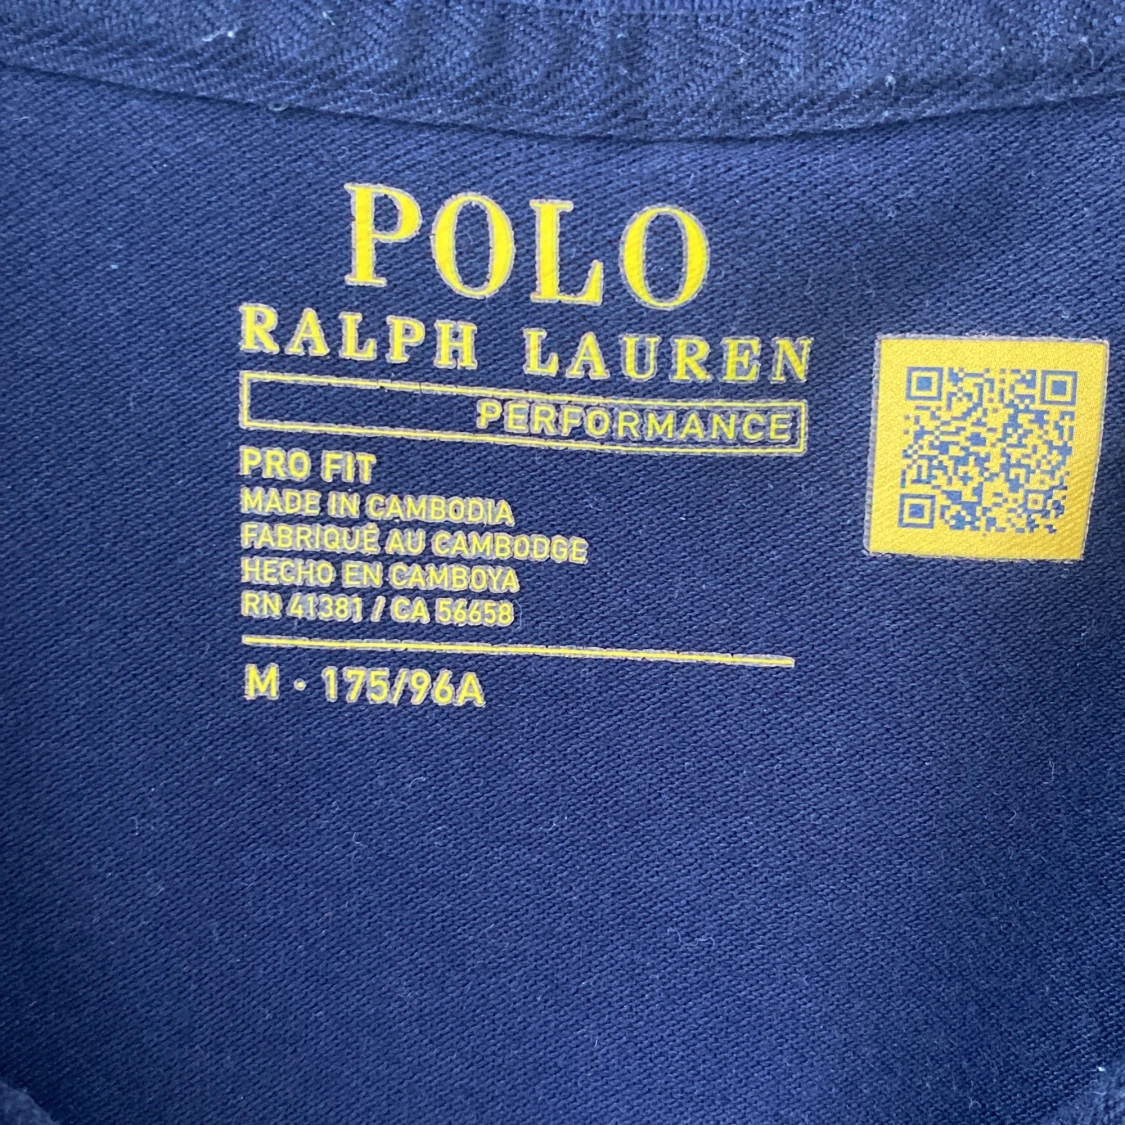 POLO
RALPH LAUREN
PERFORMANCE
PRO FIT
MADE IN CAMBODIA
FABRIQUÉ AU CAMBODGE
HECHO EN CAMBOYA
RN 41381 / CA 56658
M · 175/96A